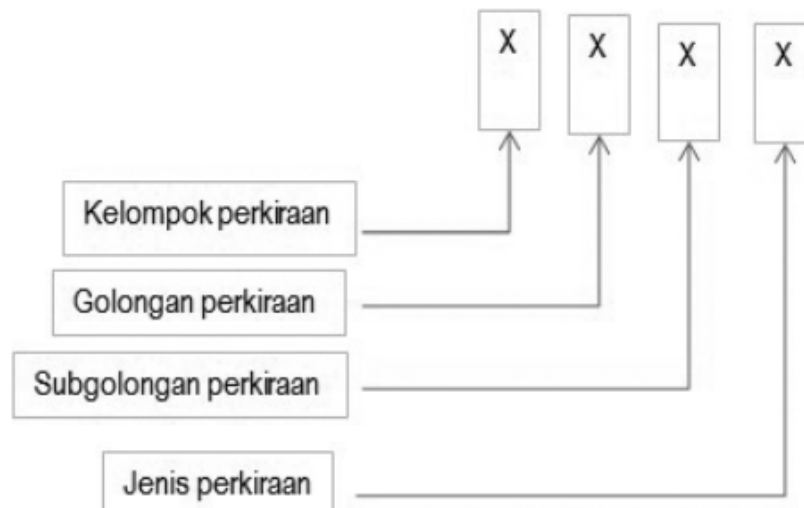 X X X X
Kelompok perkiraan
Golongan perkiraan
Subgolongan perkiraan
Jenis perkiraan